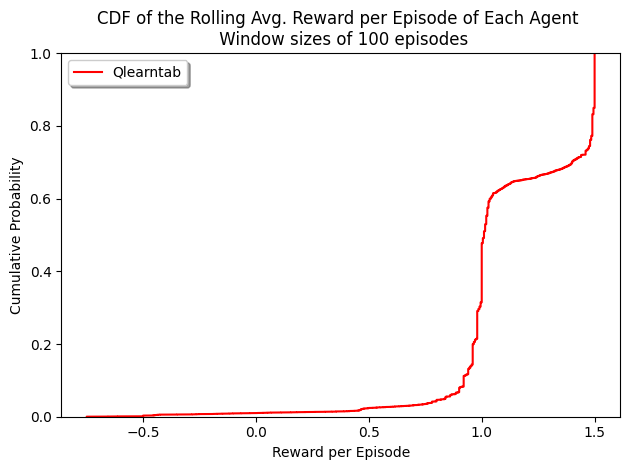 CDF of the Rolling Avg. Reward per Episode of Each Agent
Window sizes of 100 episodes
Qlearntab
1.0
0.8
0.6
0.4
0.2
0.0
Cumulative Probability
−0.5
0.0
0.5
1.0
1.5
Reward per Episode